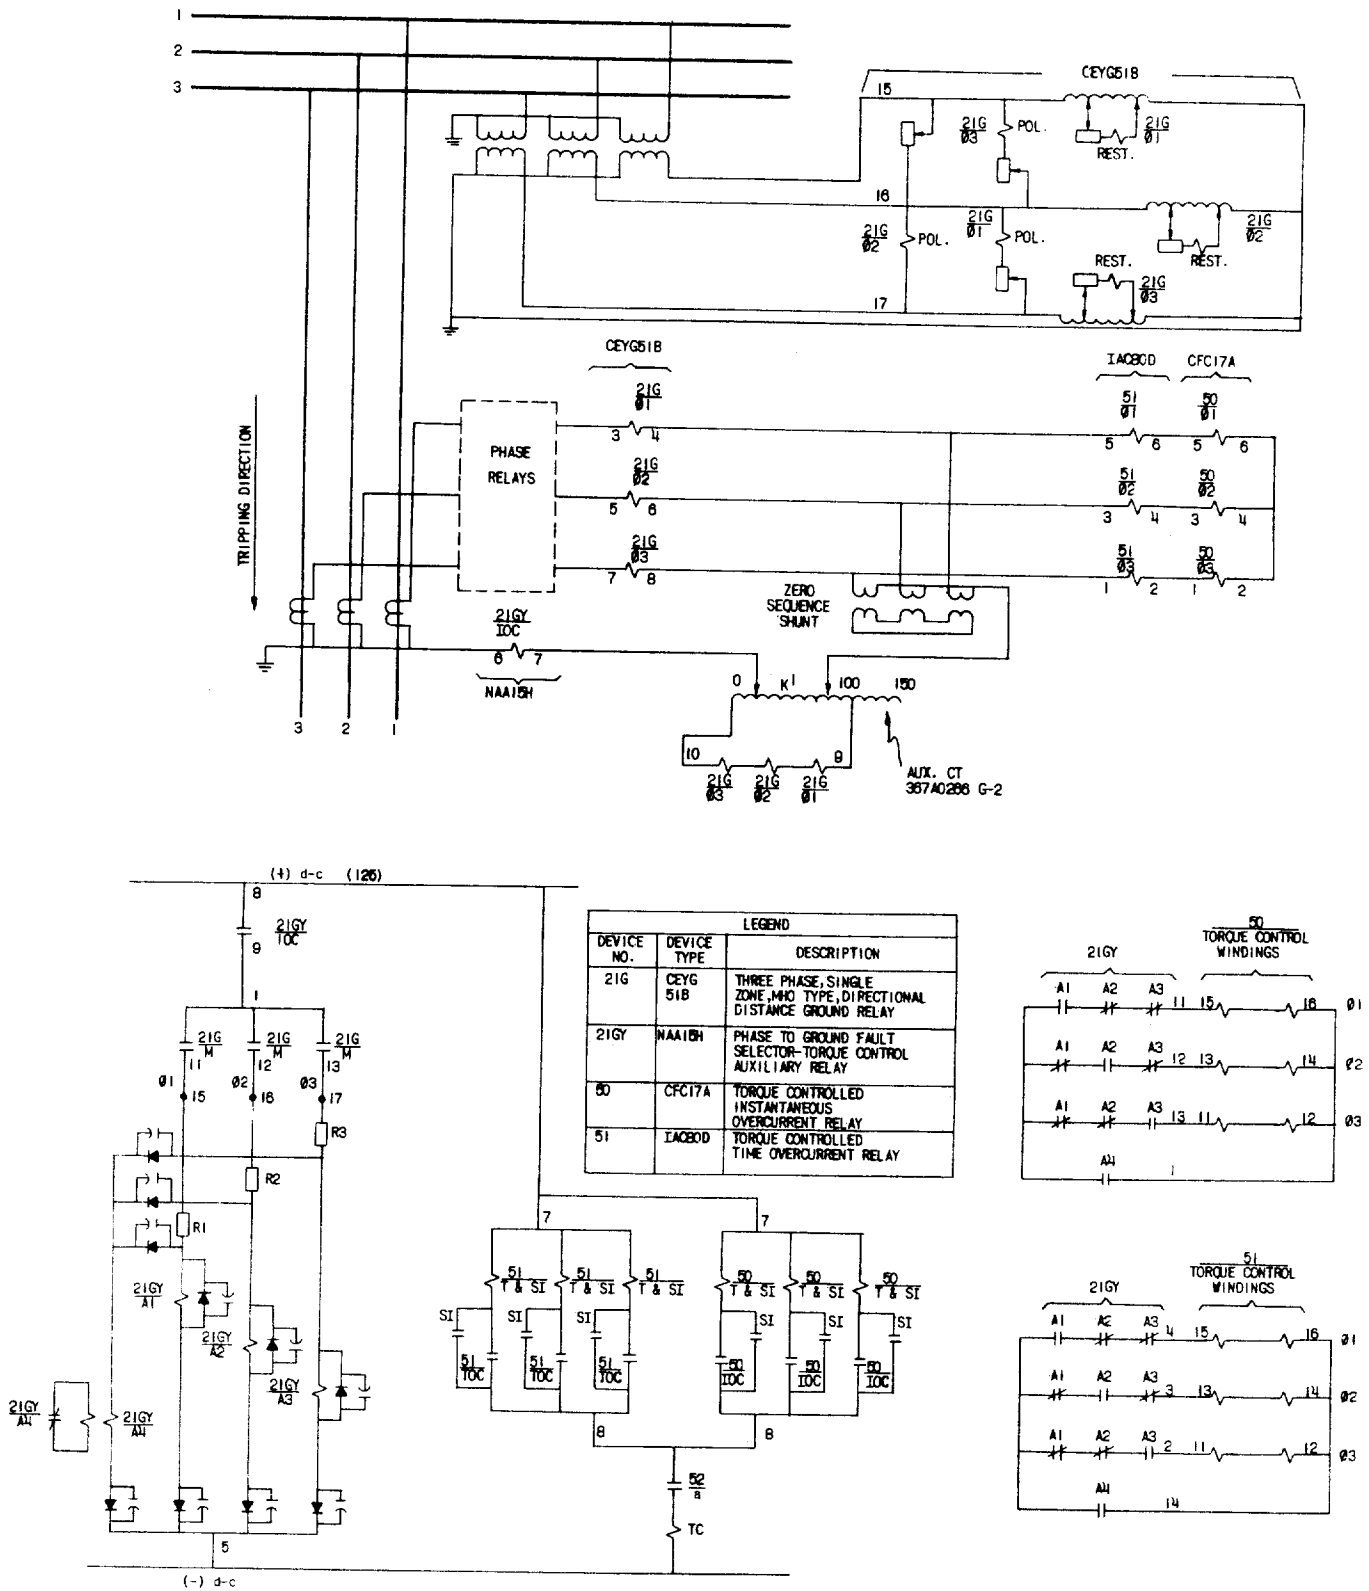 1
2
3
CEYG51B
15
21G
Ø3
POL.
21G
Ø1
REST.
16
21G
Ø2
POL.
21G
Ø1
POL.
21G
Ø2
REST.
REST.
21G
Ø3
17
CEYG51B
IAC80D
CFC17A
21G
Ø1
3 4
51
Ø1
5 6
50
Ø1
5 6
TRIPPING DIRECTION
PHASE
RELAYS
21G
Ø2
5 6
51
Ø2
3 4
50
Ø2
3 4
21G
Ø3
7 8
51
Ø3
1 2
50
Ø3
1 2
ZERO
SEQUENCE
SHUNT
21GY
IOC
6 7
NAA15H
0 K1 100 150
3 2 1
10 9
21G
Ø3
21G
Ø2
21G
Ø1
AUX. CT
367A0266 G-2
(+) d-c (125)
8
21GY
IOC
9
1
21G
M
21G
M
21G
M
11 12 13
Ø1 Ø2 Ø3
15 16 17
R3
R2
R1
21GY
A1
21GY
A2
21GY
A3
21GY
A4
21GY
A4
5
(-) d-c
LEGEND
DEVICE NO.
DEVICE TYPE
DESCRIPTION
21G
CEYG
51B
THREE PHASE, SINGLE
ZONE, MHO TYPE, DIRECTIONAL
DISTANCE GROUND RELAY
21GY
NAA15H
PHASE TO GROUND FAULT
SELECTOR-TORQUE CONTROL
AUXILIARY RELAY
50
CFC17A
TORQUE CONTROLLED
INSTANTANEOUS
OVERCURRENT RELAY
51
IAC80D
TORQUE CONTROLLED
TIME OVERCURRENT RELAY
7 7
51
T & SI
51
T & SI
51
T & SI
50
T & SI
50
T & SI
50
T & SI
SI SI SI SI SI SI
51
TOC
51
TOC
51
TOC
50
IOC
50
IOC
50
IOC
8 8
52
a
TC
50
TORQUE CONTROL
WINDINGS
21GY
A1 A2 A3 11 15 16 Ø1
A1 A2 A3 12 13 14 Ø2
A1 A2 A3 13 11 12 Ø3
A4 1
51
TORQUE CONTROL
WINDINGS
21GY
A1 A2 A3 4 15 16 Ø1
A1 A2 A3 3 13 14 Ø2
A1 A2 A3 2 11 12 Ø3
A4 14